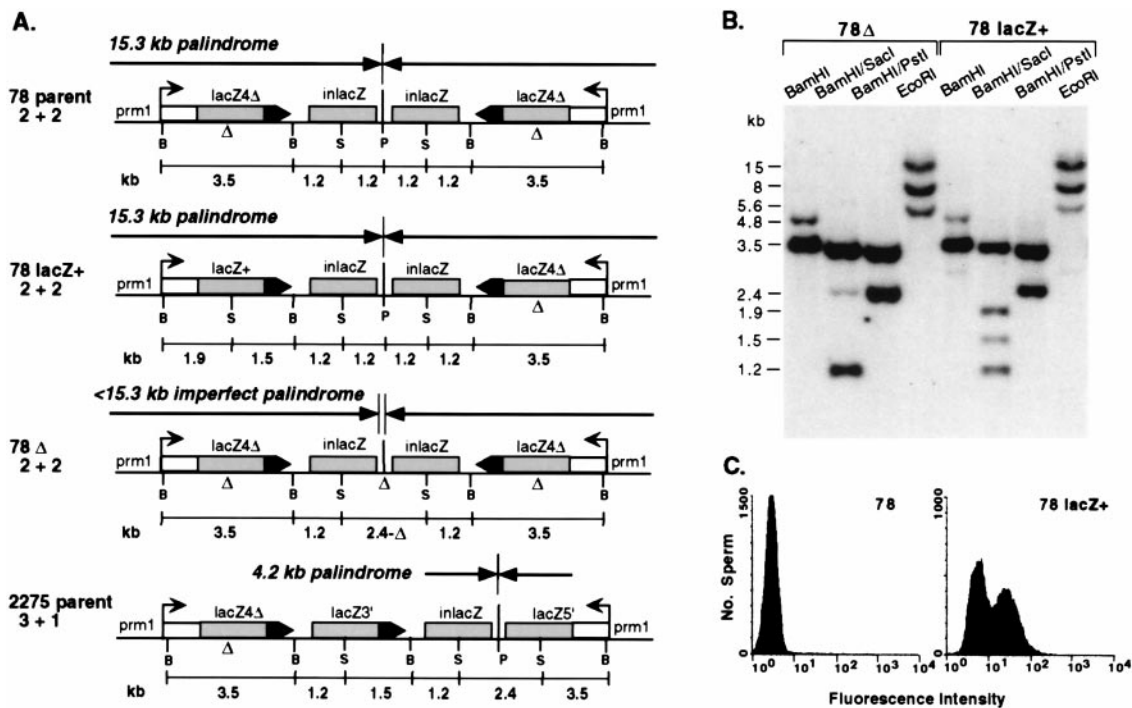 A.
15.3 kb palindrome
78 parent
2 + 2
prm1 lacZ4Δ inlacZ inlacZ lacZ4Δ prm1
Δ Δ
B B S P S B B
kb 3.5 1.2 1.2 1.2 1.2 3.5
15.3 kb palindrome
78 lacZ+
2 + 2
prm1 lacZ+ inlacZ inlacZ lacZ4Δ prm1
Δ
B S B S P S B B
kb 1.9 1.5 1.2 1.2 1.2 1.2 3.5
<15.3 kb imperfect palindrome
78 Δ
2 + 2
prm1 lacZ4Δ inlacZ inlacZ lacZ4Δ prm1
Δ Δ Δ
B B S S B B
kb 3.5 1.2 2.4-Δ 1.2 3.5
4.2 kb palindrome
2275 parent
3 + 1
prm1 lacZ4Δ lacZ3' inlacZ lacZ5' prm1
Δ
B B S B S P S B
kb 3.5 1.2 1.5 1.2 2.4 3.5
B.
78Δ 78 lacZ+
BamHI BamHI/SacI BamHI/PstI EcoRI BamHI BamHI/SacI BamHI/PstI EcoRI
kb
15
8
5.6
4.8
3.5
2.4
1.9
1.5
1.2
C.
1500 78
1000 78 lacZ+
No. Sperm
0 0
10⁰ 10¹ 10² 10³ 10⁴ 10⁰ 10¹ 10² 10³ 10⁴
Fluorescence Intensity